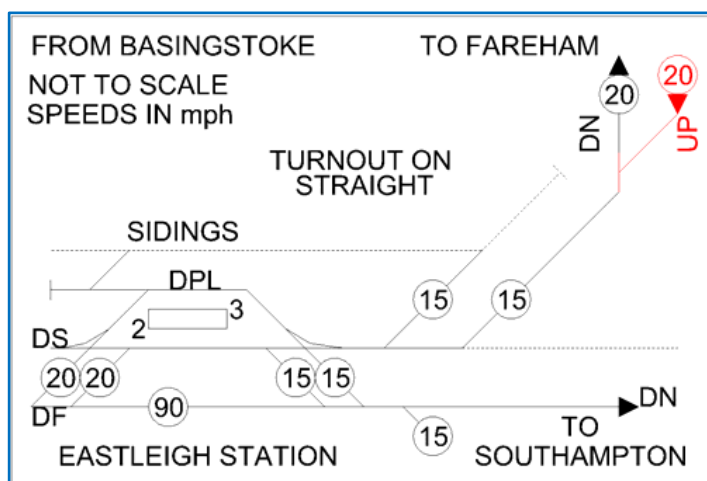 FROM BASINGSTOKE
TO FAREHAM
20
NOT TO SCALE
20
SPEEDS IN mph
DN
UP
TURNOUT ON
STRAIGHT
SIDINGS
DPL
15
15
3
2
DS
20
20
15
15
90
DN
DF
15
TO
EASTLEIGH STATION
SOUTHAMPTON